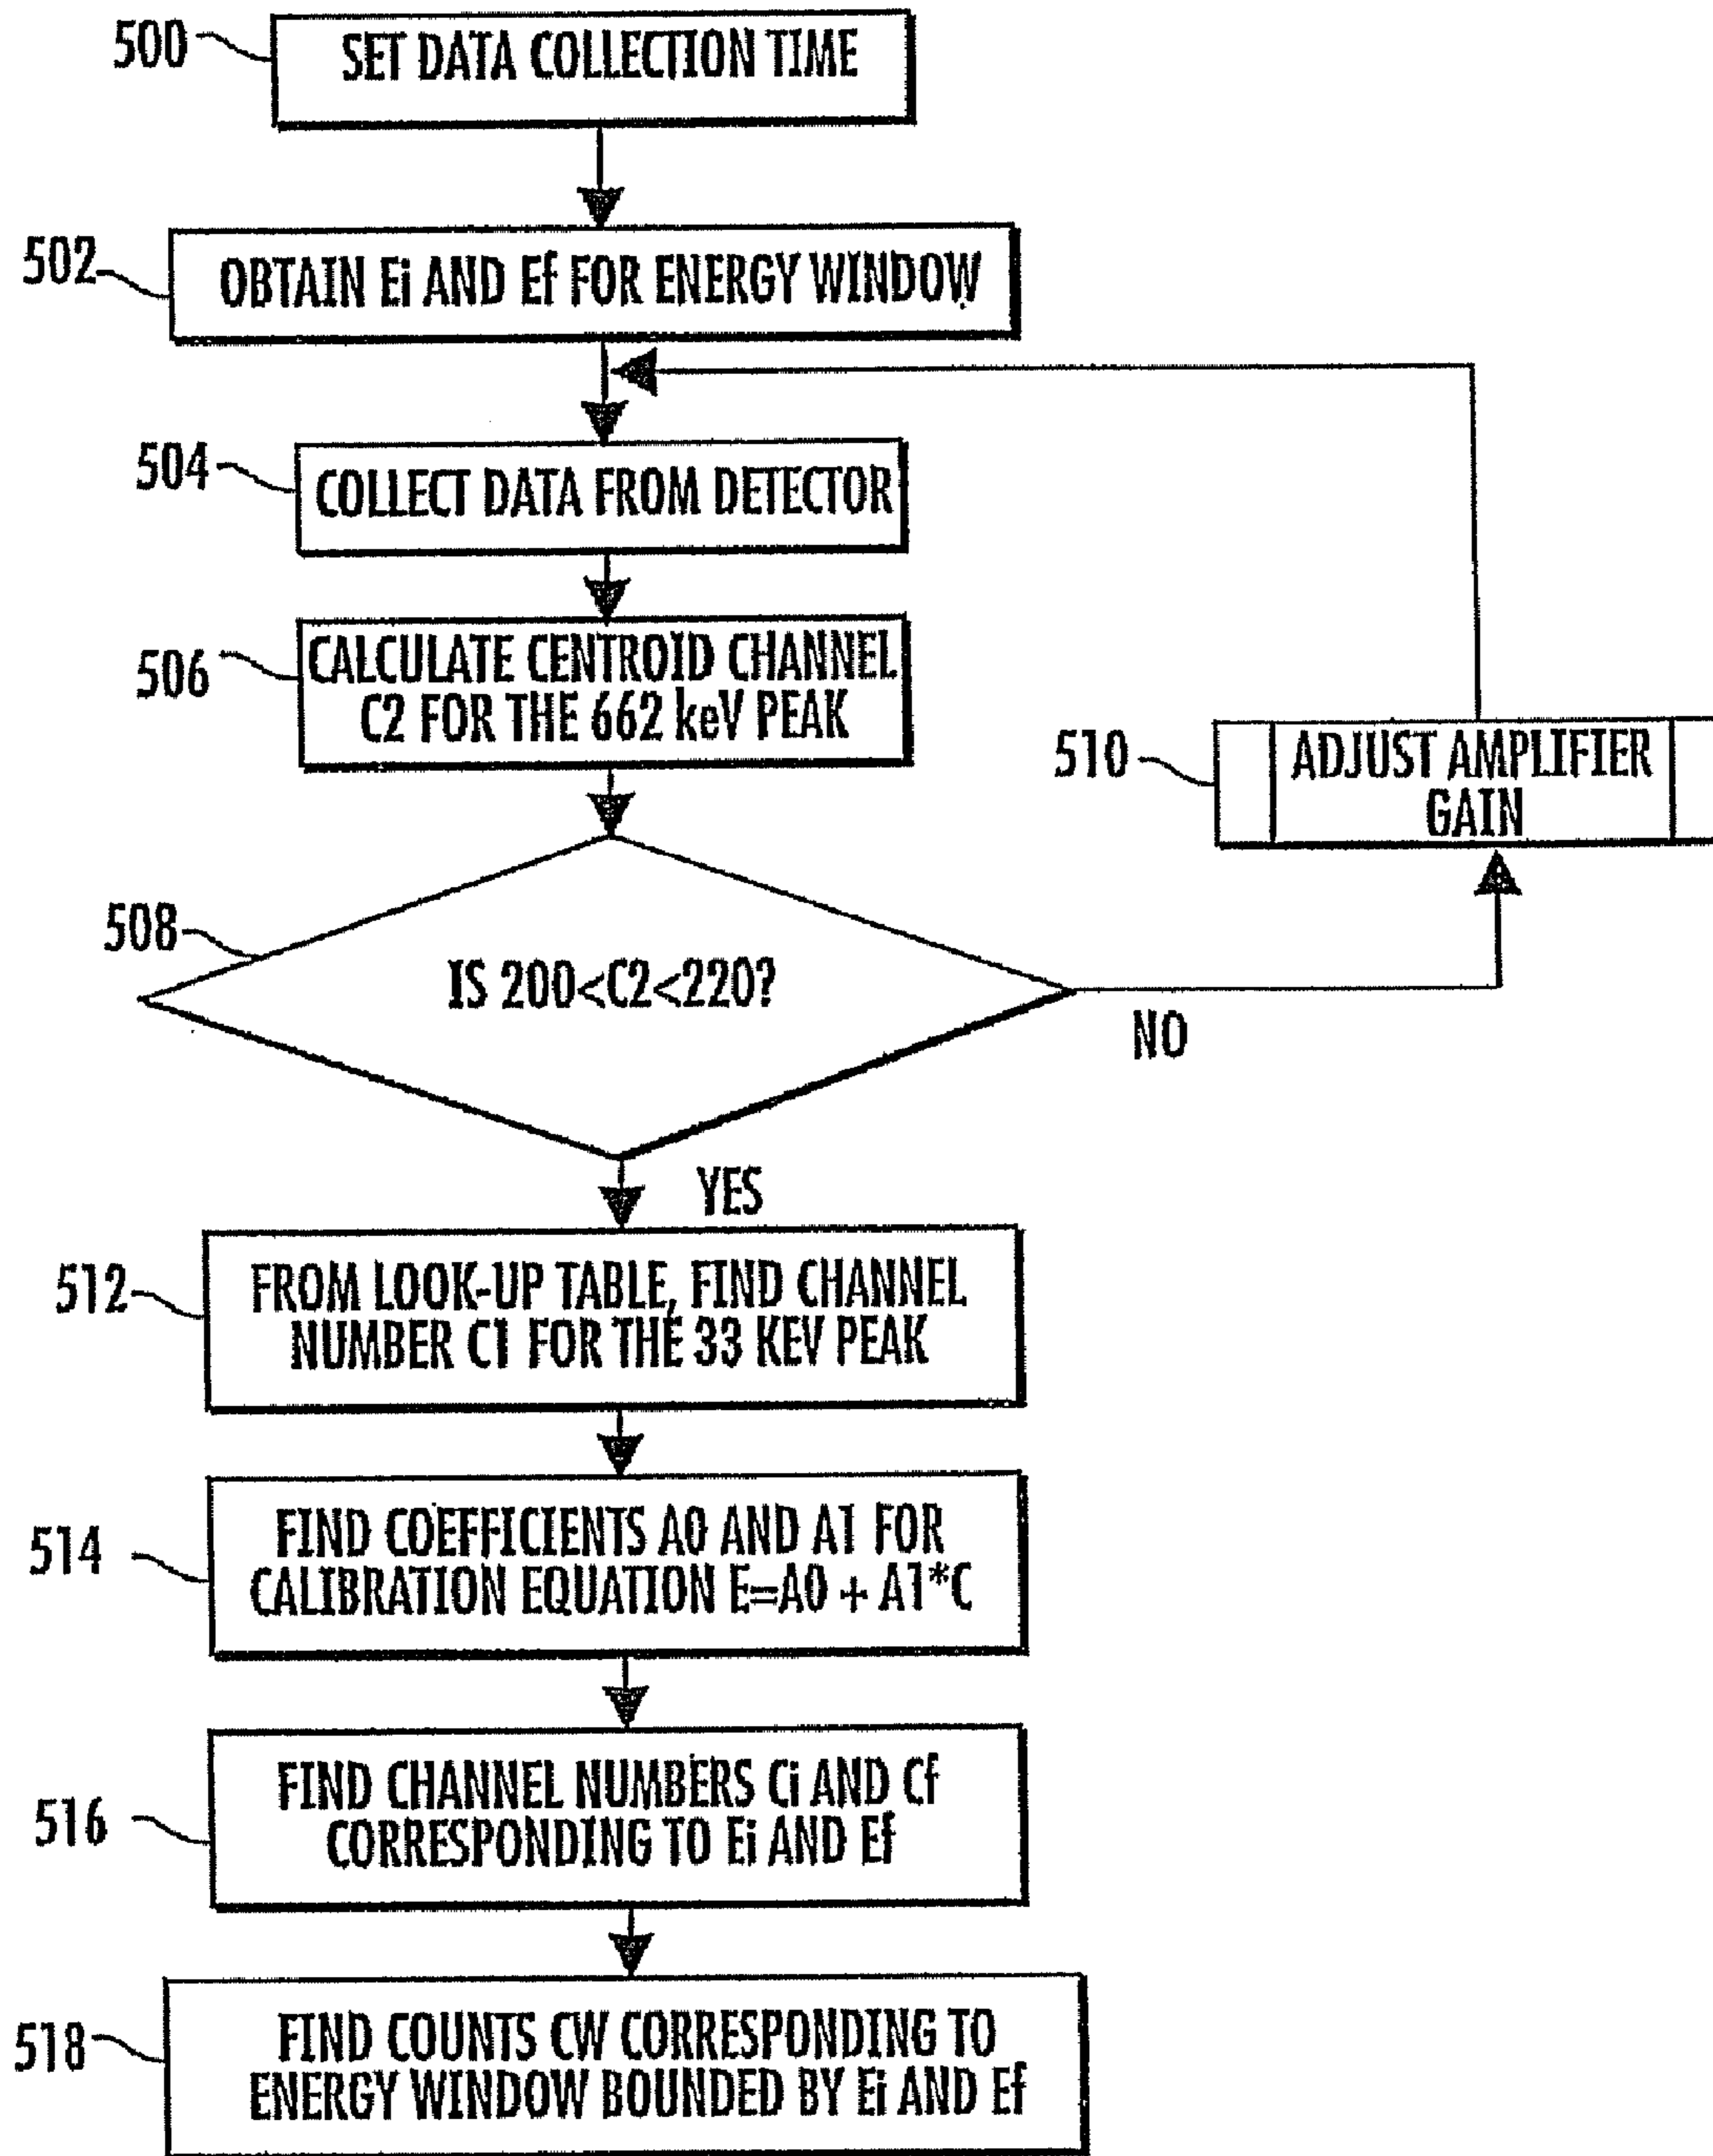 500
SET DATA COLLECTION TIME
502
OBTAIN Ei AND Ef FOR ENERGY WINDOW
504
COLLECT DATA FROM DETECTOR
506
CALCULATE CENTROID CHANNEL
C2 FOR THE 662 keV PEAK
510
ADJUST AMPLIFIER
GAIN
508
IS 200<C2<220?
NO
YES
512
FROM LOOK-UP TABLE, FIND CHANNEL
NUMBER C1 FOR THE 33 KEV PEAK
514
FIND COEFFICIENTS A0 AND A1 FOR
CALIBRATION EQUATION E=A0 + A1*C
516
FIND CHANNEL NUMBERS Ci AND Cf
CORRESPONDING TO Ei AND Ef
518
FIND COUNTS CW CORRESPONDING TO
ENERGY WINDOW BOUNDED BY Ei AND Ef